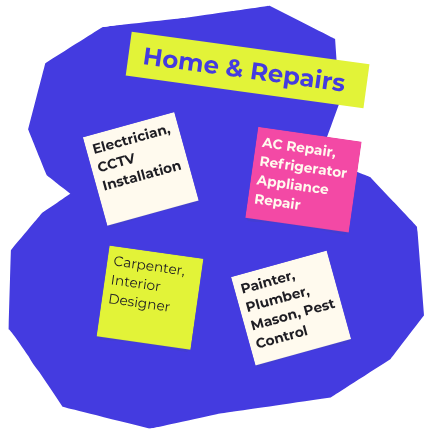 Home & Repairs
Electrician,
CCTV
Installation
AC Repair,
Refrigerator
Appliance
Repair
Carpenter,
Interior
Designer
Painter,
Plumber,
Mason, Pest
Control